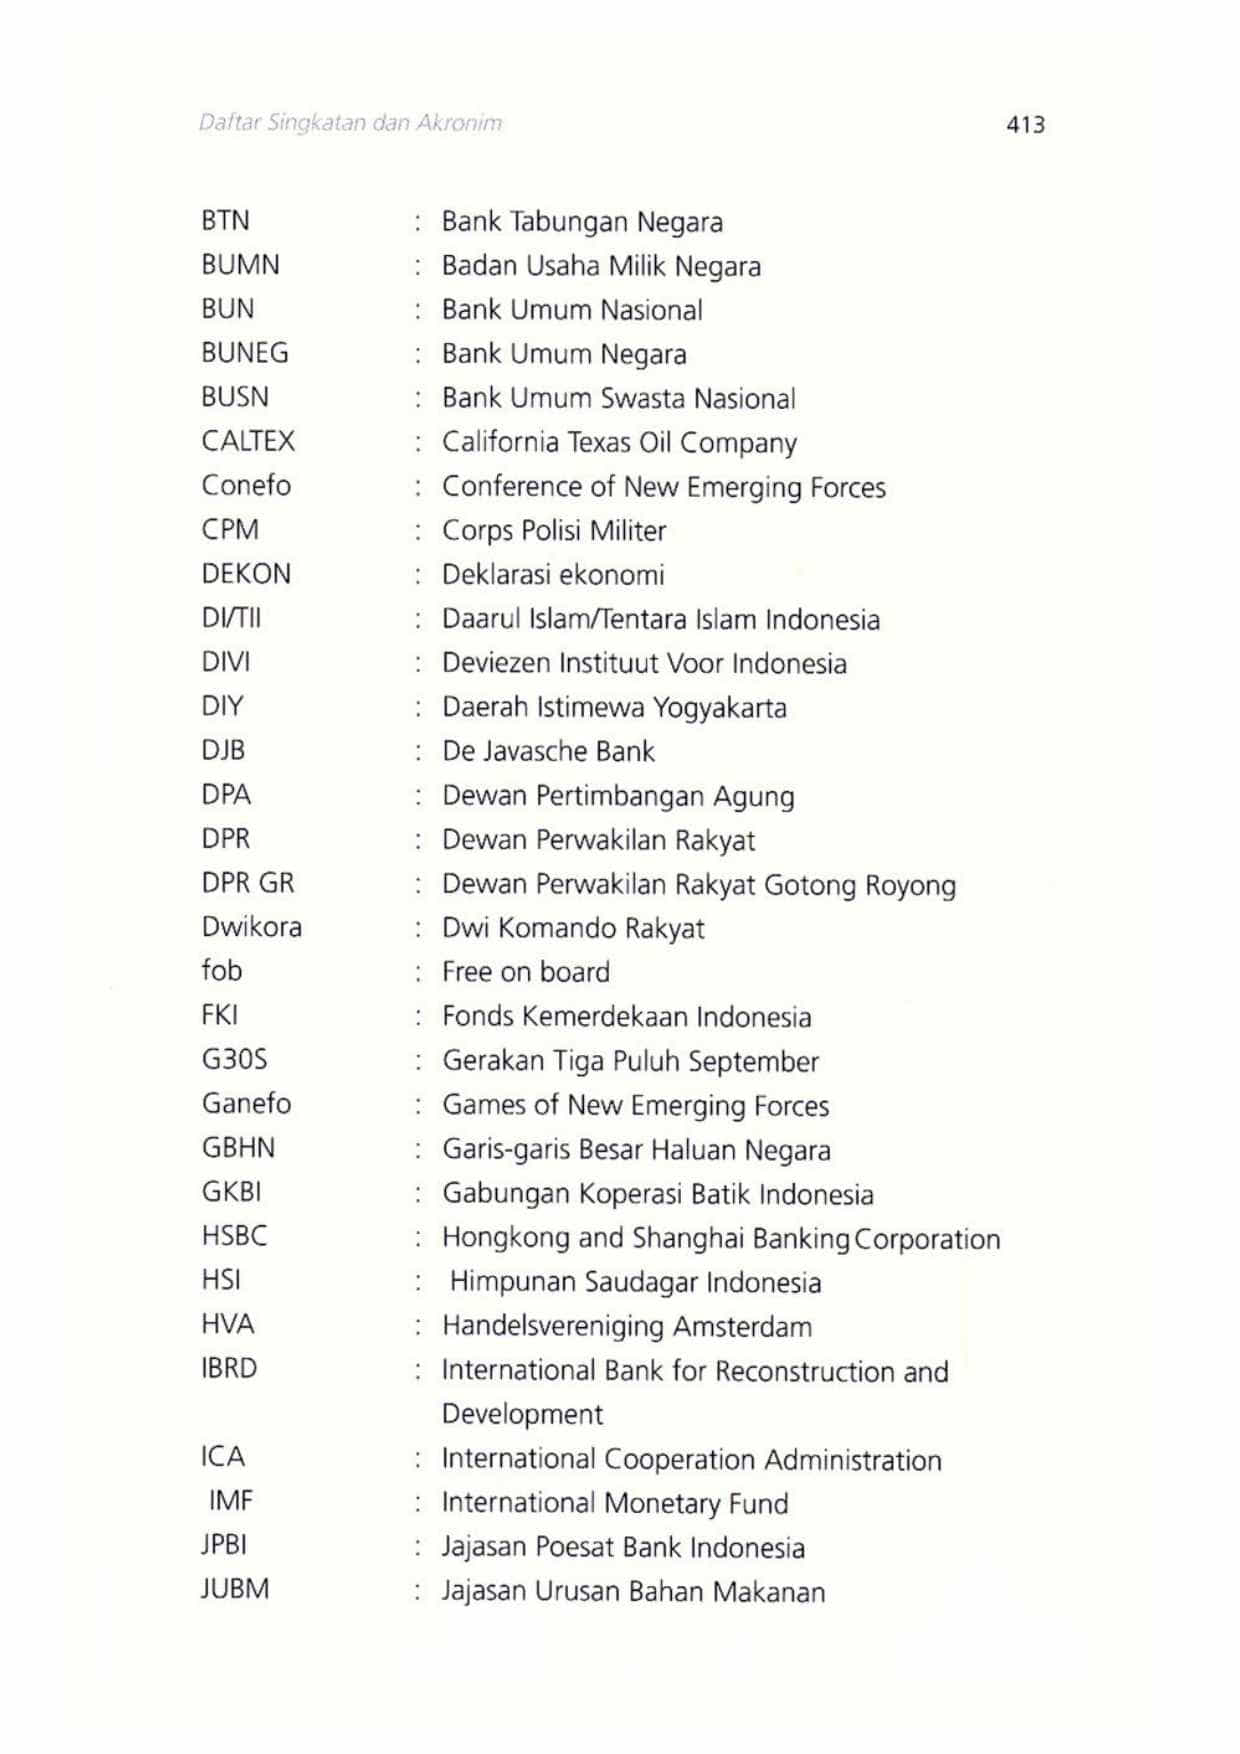 Daftar Singkatan dan Akronim 413
BTN : Bank Tabungan Negara
BUMN : Badan Usaha Milik Negara
BUN : Bank Umum Nasional
BUNEG : Bank Umum Negara
BUSN : Bank Umum Swasta Nasional
CALTEX : California Texas Oil Company
Conefo : Conference of New Emerging Forces
CPM : Corps Polisi Militer
DEKON : Deklarasi ekonomi
DI/TII : Daarul Islam/Tentara Islam Indonesia
DIVI : Deviezen Instituut Voor Indonesia
DIY : Daerah Istimewa Yogyakarta
DJB : De Javasche Bank
DPA : Dewan Pertimbangan Agung
DPR : Dewan Perwakilan Rakyat
DPR GR : Dewan Perwakilan Rakyat Gotong Royong
Dwikora : Dwi Komando Rakyat
fob : Free on board
FKI : Fonds Kemerdekaan Indonesia
G30S : Gerakan Tiga Puluh September
Ganefo : Games of New Emerging Forces
GBHN : Garis-garis Besar Haluan Negara
GKBI : Gabungan Koperasi Batik Indonesia
HSBC : Hongkong and Shanghai Banking Corporation
HSI : Himpunan Saudagar Indonesia
HVA : Handelsvereniging Amsterdam
IBRD : International Bank for Reconstruction and
Development
ICA : International Cooperation Administration
IMF : International Monetary Fund
JPBI : Jajasan Poesat Bank Indonesia
JUBM : Jajasan Urusan Bahan Makanan